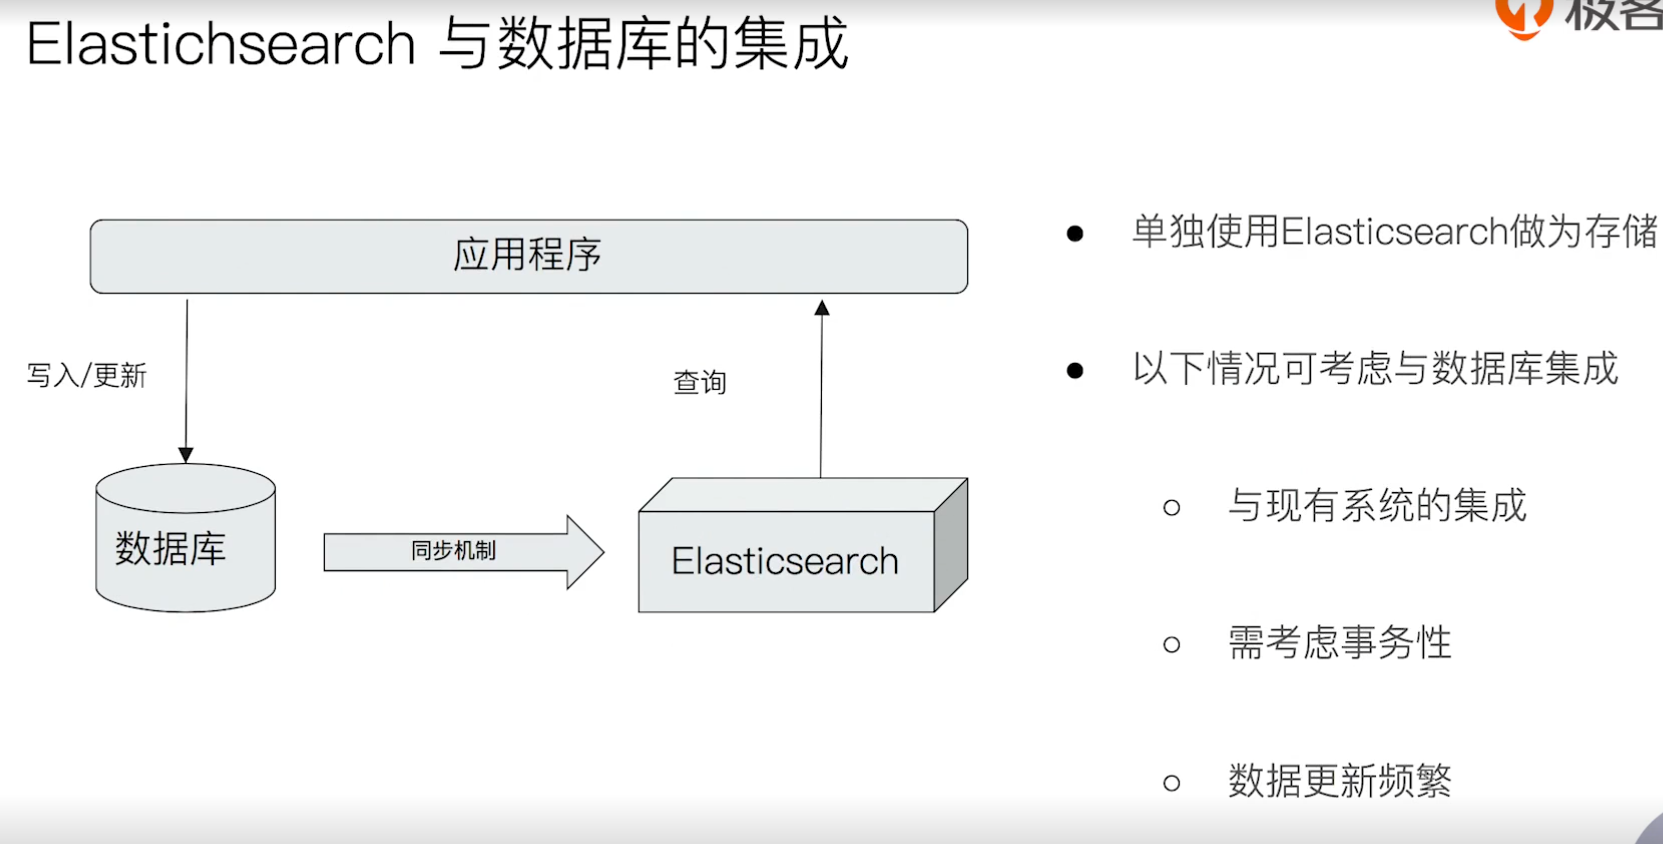 Elastichsearch 与数据库的集成
极客
应用程序
写入/更新
查询
数据库
同步机制
Elasticsearch
单独使用Elasticsearch做为存储
以下情况可考虑与数据库集成
与现有系统的集成
需考虑事务性
数据更新频繁